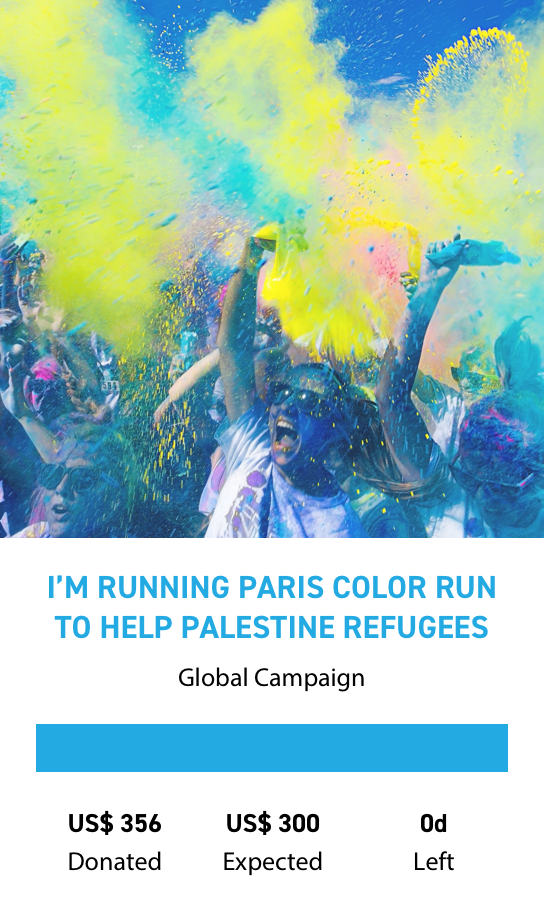 I'M RUNNING PARIS COLOR RUN
TO HELP PALESTINE REFUGEES
Global Campaign
US$ 356 US$ 300 0d
Donated Expected Left